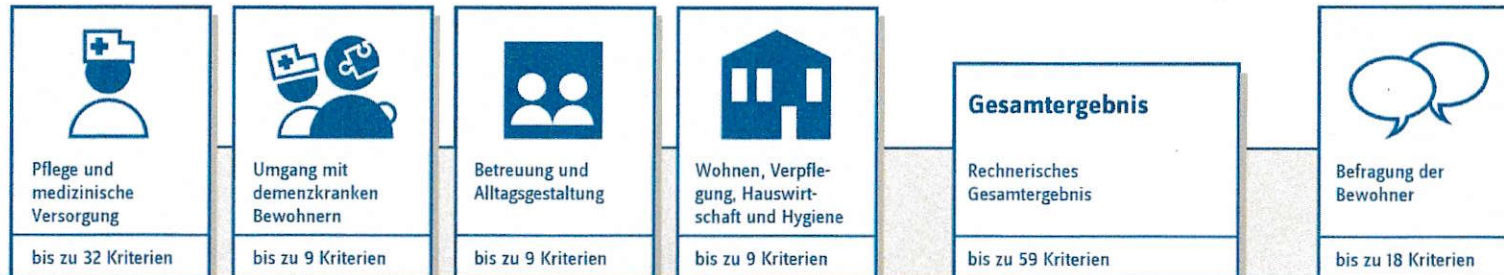 Pflege und
medizinische
Versorgung
bis zu 32 Kriterien
Umgang mit
demenzkranken
Bewohnern
bis zu 9 Kriterien
Betreuung und
Alltagsgestaltung
bis zu 9 Kriterien
Wohnen, Verpfle-
gung, Hauswirt-
schaft und Hygiene
bis zu 9 Kriterien
Gesamtergebnis
Rechnerisches
Gesamtergebnis
bis zu 59 Kriterien
Befragung der
Bewohner
bis zu 18 Kriterien